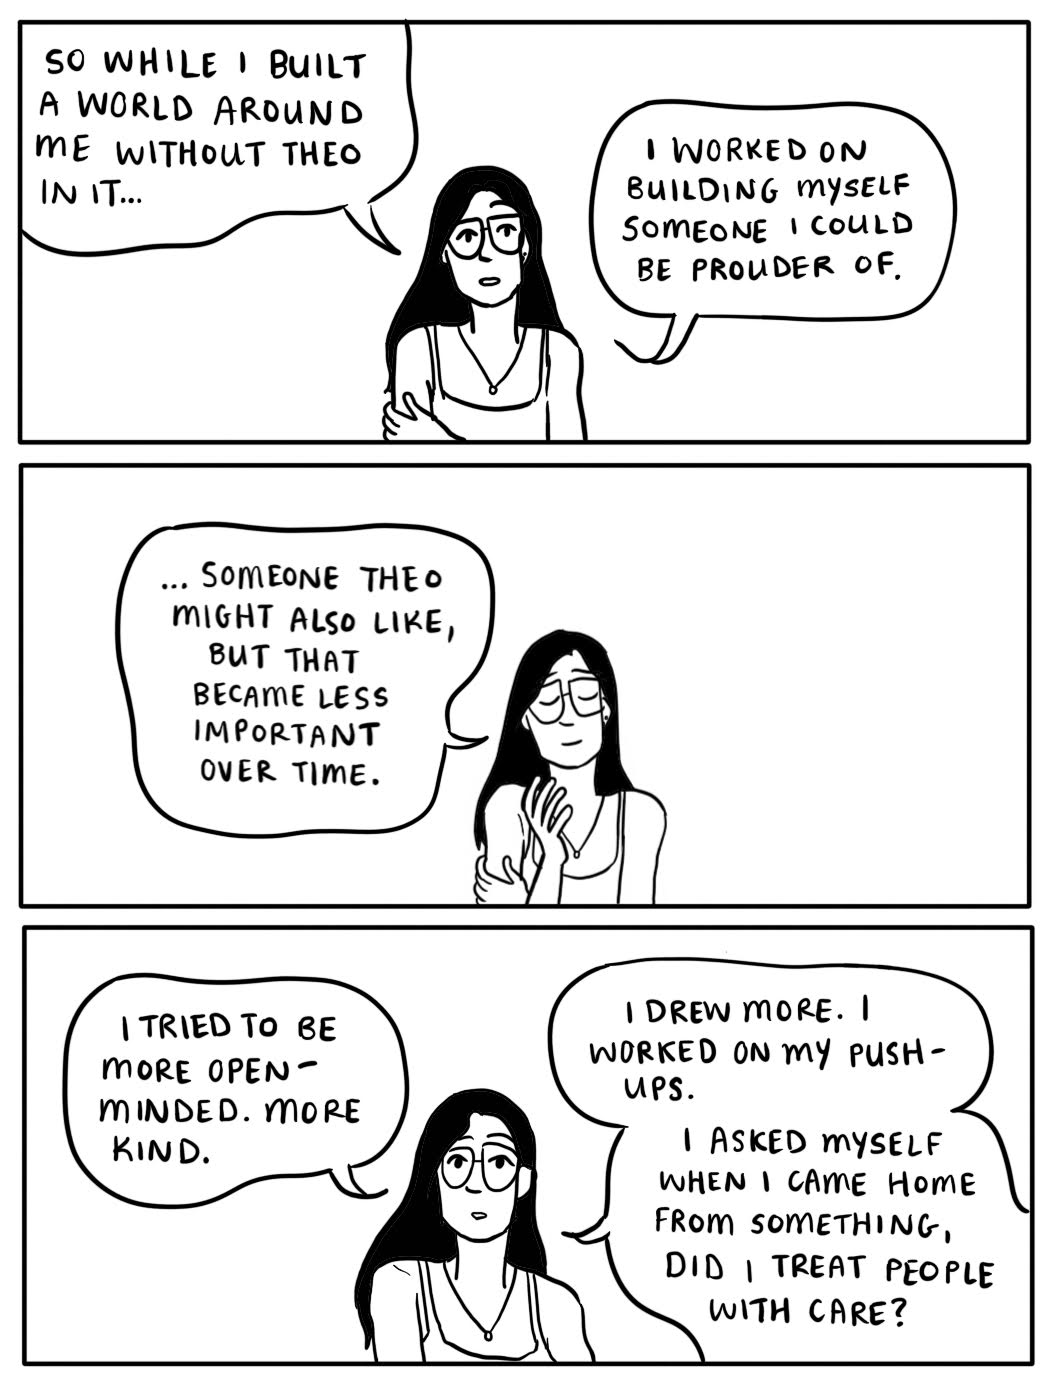 SO WHILE I BUILT
A WORLD AROUND
ME WITHOUT THEO
IN IT...
I WORKED ON
BUILDING MYSELF
SOMEONE I COULD
BE PROUDER OF.
... SOMEONE THEO
MIGHT ALSO LIKE,
BUT THAT
BECAME LESS
IMPORTANT
OVER TIME.
I TRIED TO BE
MORE OPEN-
MINDED. MORE
KIND.
I DREW MORE. I
WORKED ON MY PUSH-
UPS.
I ASKED MYSELF
WHEN I CAME HOME
FROM SOMETHING,
DID I TREAT PEOPLE
WITH CARE?